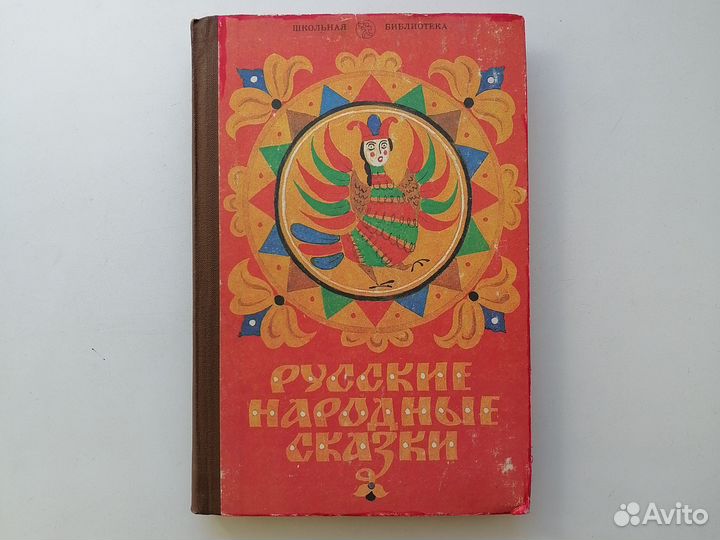 ШКОЛЬНАЯ БИБЛИОТЕКА
РУССКИЕ
НАРОДНЫЕ
СКАЗКИ
Avito